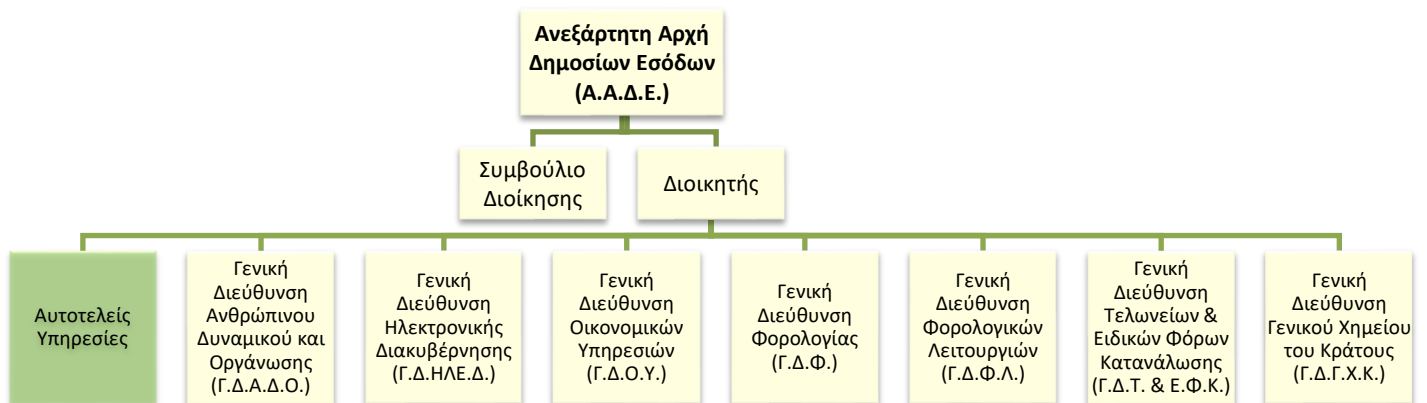 Ανεξάρτητη Αρχή
Δημοσίων Εσόδων
(Α.Α.Δ.Ε.)
Συμβούλιο
Διοίκησης
Διοικητής
Αυτοτελείς
Υπηρεσίες
Γενική
Διεύθυνση
Ανθρώπινου
Δυναμικού και
Οργάνωσης
(Γ.Δ.Α.Δ.Ο.)
Γενική
Διεύθυνση
Ηλεκτρονικής
Διακυβέρνησης
(Γ.Δ.ΗΛΕ.Δ.)
Γενική
Διεύθυνση
Οικονομικών
Υπηρεσιών
(Γ.Δ.Ο.Υ.)
Γενική
Διεύθυνση
Φορολογίας
(Γ.Δ.Φ.)
Γενική
Διεύθυνση
Φορολογικών
Λειτουργιών
(Γ.Δ.Φ.Λ.)
Γενική
Διεύθυνση
Τελωνείων &
Ειδικών Φόρων
Κατανάλωσης
(Γ.Δ.Τ. & Ε.Φ.Κ.)
Γενική
Διεύθυνση
Γενικού Χημείου
του Κράτους
(Γ.Δ.Γ.Χ.Κ.)